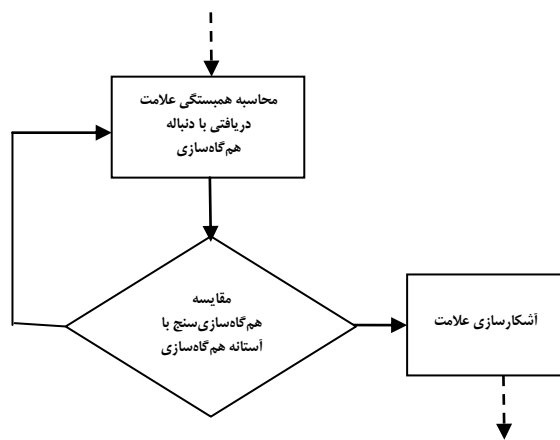 محاسبه همبستگی علامت
دریافتی با دنباله
هم‌گاه‌سازی
مقایسه
هم‌گاه‌سازی‌سنج با
آستانه هم‌گاه‌سازی
آشکارسازی علامت